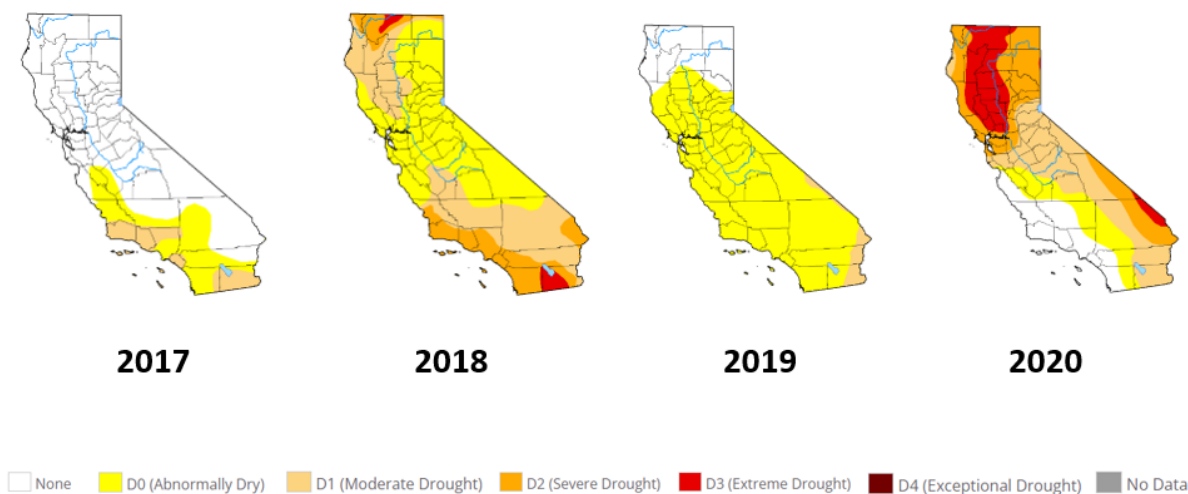 2017 2018 2019 2020
None D0 (Abnormally Dry) D1 (Moderate Drought) D2 (Severe Drought) D3 (Extreme Drought) D4 (Exceptional Drought) No Data